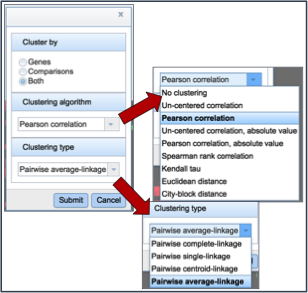 x
Cluster by
Genes
Comparisons
Both
Clustering algorithm
Pearson correlation
Clustering type
Pairwise average-linkage
Submit Cancel
Pearson correlation
No clustering
Un-centered correlation
Pearson correlation
Un-centered correlation, absolute value
Pearson correlation, absolute value
Spearman rank correlation
Kendall tau
Euclidean distance
City-block distance
Clustering type
Pairwise average-linkage
Pairwise complete-linkage
Pairwise single-linkage
Pairwise centroid-linkage
Pairwise average-linkage